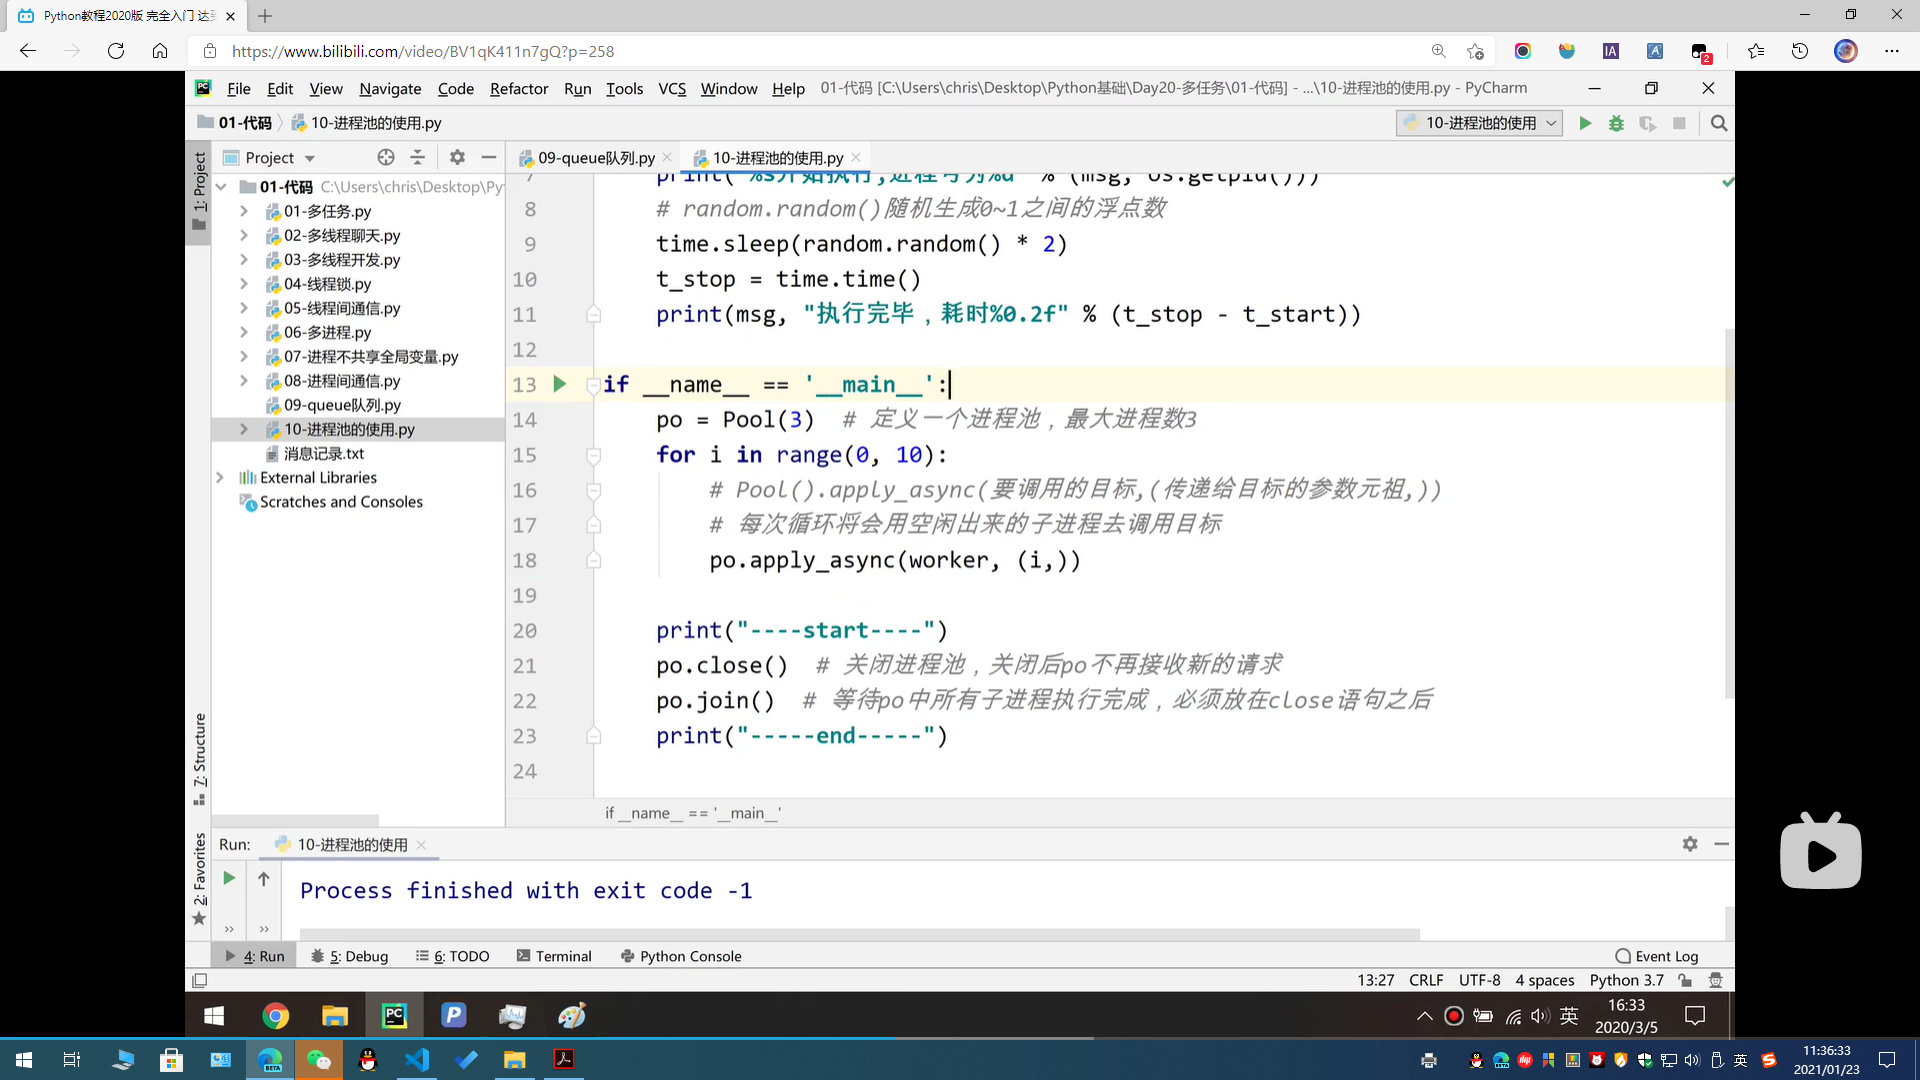 Python教程2020版 完全入门 达
https://www.bilibili.com/video/BV1qK411n7gQ?p=258
IA
A
2
PC
File Edit View Navigate Code Refactor Run Tools VCS Window Help 01-代码 [C:\Users\chris\Desktop\Python基础\Day20-多任务\01-代码] - ...\10-进程池的使用.py - PyCharm
01-代码 10-进程池的使用.py
10-进程池的使用
Project
09-queue队列.py 10-进程池的使用.py
1: Project
01-代码 C:\Users\chris\Desktop\Py
01-多任务.py
02-多线程聊天.py
03-多线程开发.py
04-线程锁.py
05-线程间通信.py
06-多进程.py
07-进程不共享全局变量.py
08-进程间通信.py
09-queue队列.py
10-进程池的使用.py
消息记录.txt
External Libraries
Scratches and Consoles
7: Structure
2: Favorites
7 print("%s开始执行,进程号为%d" % (msg, os.getpid()))
8 # random.random()随机生成0~1之间的浮点数
9 time.sleep(random.random() * 2)
10 t_stop = time.time()
11 print(msg, "执行完毕，耗时%0.2f" % (t_stop - t_start))
12
13 if __name__ == '__main__':
14 po = Pool(3) # 定义一个进程池，最大进程数3
15 for i in range(0, 10):
16 # Pool().apply_async(要调用的目标,(传递给目标的参数元祖,))
17 # 每次循环将会用空闲出来的子进程去调用目标
18 po.apply_async(worker, (i,))
19
20 print("----start----")
21 po.close() # 关闭进程池，关闭后po不再接收新的请求
22 po.join() # 等待po中所有子进程执行完成，必须放在close语句之后
23 print("-----end-----")
24
if __name__ == '__main__'
Run: 10-进程池的使用
Process finished with exit code -1
4: Run 5: Debug 6: TODO Terminal Python Console Event Log
13:27 CRLF UTF-8 4 spaces Python 3.7
PC P 英 16:33
2020/3/5
BETA 英 11:36:33
2021/01/23